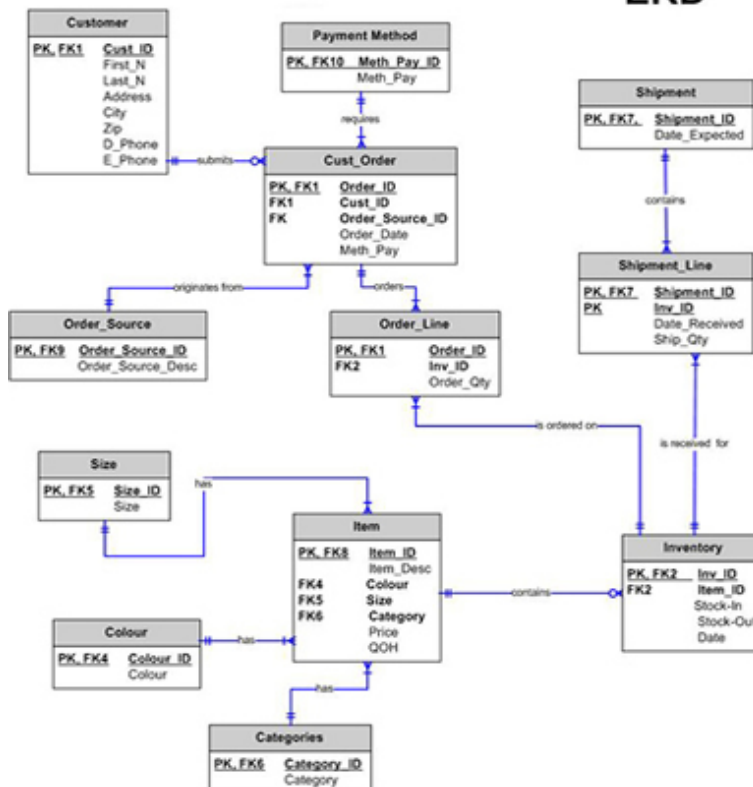 ERD
Customer
PK, FK1 Cust_ID
First_N
Last_N
Address
City
Zip
D_Phone
E_Phone
Payment Method
PK, FK10 Meth_Pay_ID
Meth_Pay
requires
submits
Cust_Order
PK, FK1 Order_ID
FK1 Cust_ID
FK Order_Source_ID
Order_Date
Meth_Pay
Shipment
PK, FK7, Shipment_ID
Date_Expected
contains
Shipment_Line
PK, FK7 Shipment_ID
PK Inv_ID
Date_Received
Ship_Qty
originates from
orders
Order_Source
PK, FK9 Order_Source_ID
Order_Source_Desc
Order_Line
PK, FK1 Order_ID
FK2 Inv_ID
Order_Qty
is ordered on
is received for
Size
PK, FK5 Size_ID
Size
has
Item
PK, FK8 Item_ID
Item_Desc
FK4 Colour
FK5 Size
FK6 Category
Price
QOH
contains
Inventory
PK, FK2 Inv_ID
FK2 Item_ID
Stock-In
Stock-Out
Date
Colour
PK, FK4 Colour_ID
Colour
has
has
Categories
PK, FK6 Category_ID
Category